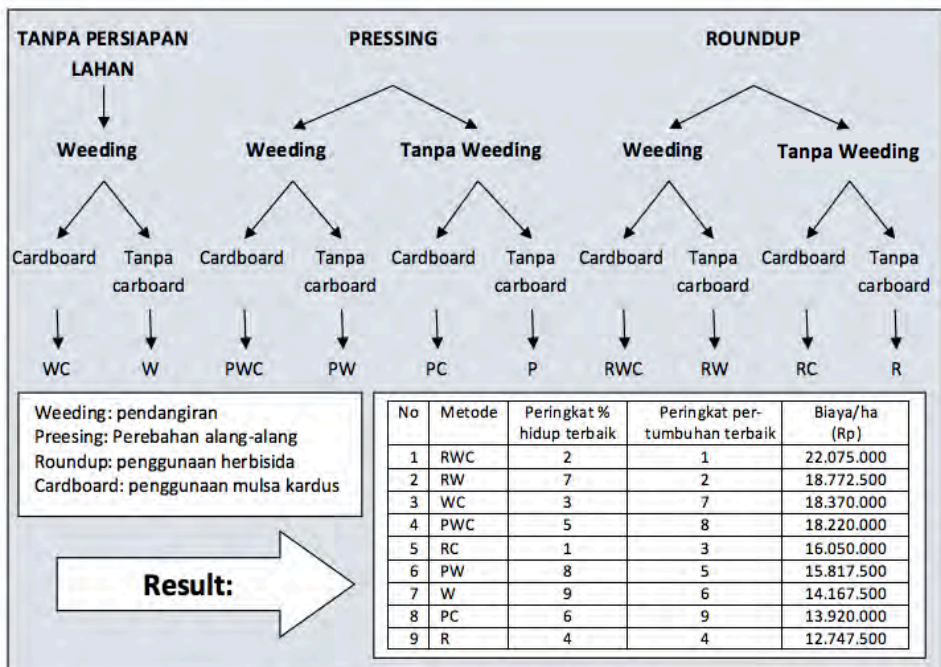 TANPA PERSIAPAN
LAHAN
PRESSING
ROUNDUP
Weeding
Weeding
Tanpa Weeding
Weeding
Tanpa Weeding
Cardboard
Tanpa
carboard
Cardboard
Tanpa
carboard
Cardboard
Tanpa
carboard
Cardboard
Tanpa
carboard
Cardboard
Tanpa
carboard
WC W PWC PW PC P RWC RW RC R
Weeding: pendangiran
Preesing: Perebahan alang-alang
Roundup: penggunaan herbisida
Cardboard: penggunaan mulsa kardus
Result:
No Metode Peringkat % hidup terbaik Peringkat per-tumbuhan terbaik Biaya/ha (Rp)
1 RWC 2 1 22.075.000
2 RW 7 2 18.772.500
3 WC 3 7 18.370.000
4 PWC 5 8 18.220.000
5 RC 1 3 16.050.000
6 PW 8 5 15.817.500
7 W 9 6 14.167.500
8 PC 6 9 13.920.000
9 R 4 4 12.747.500